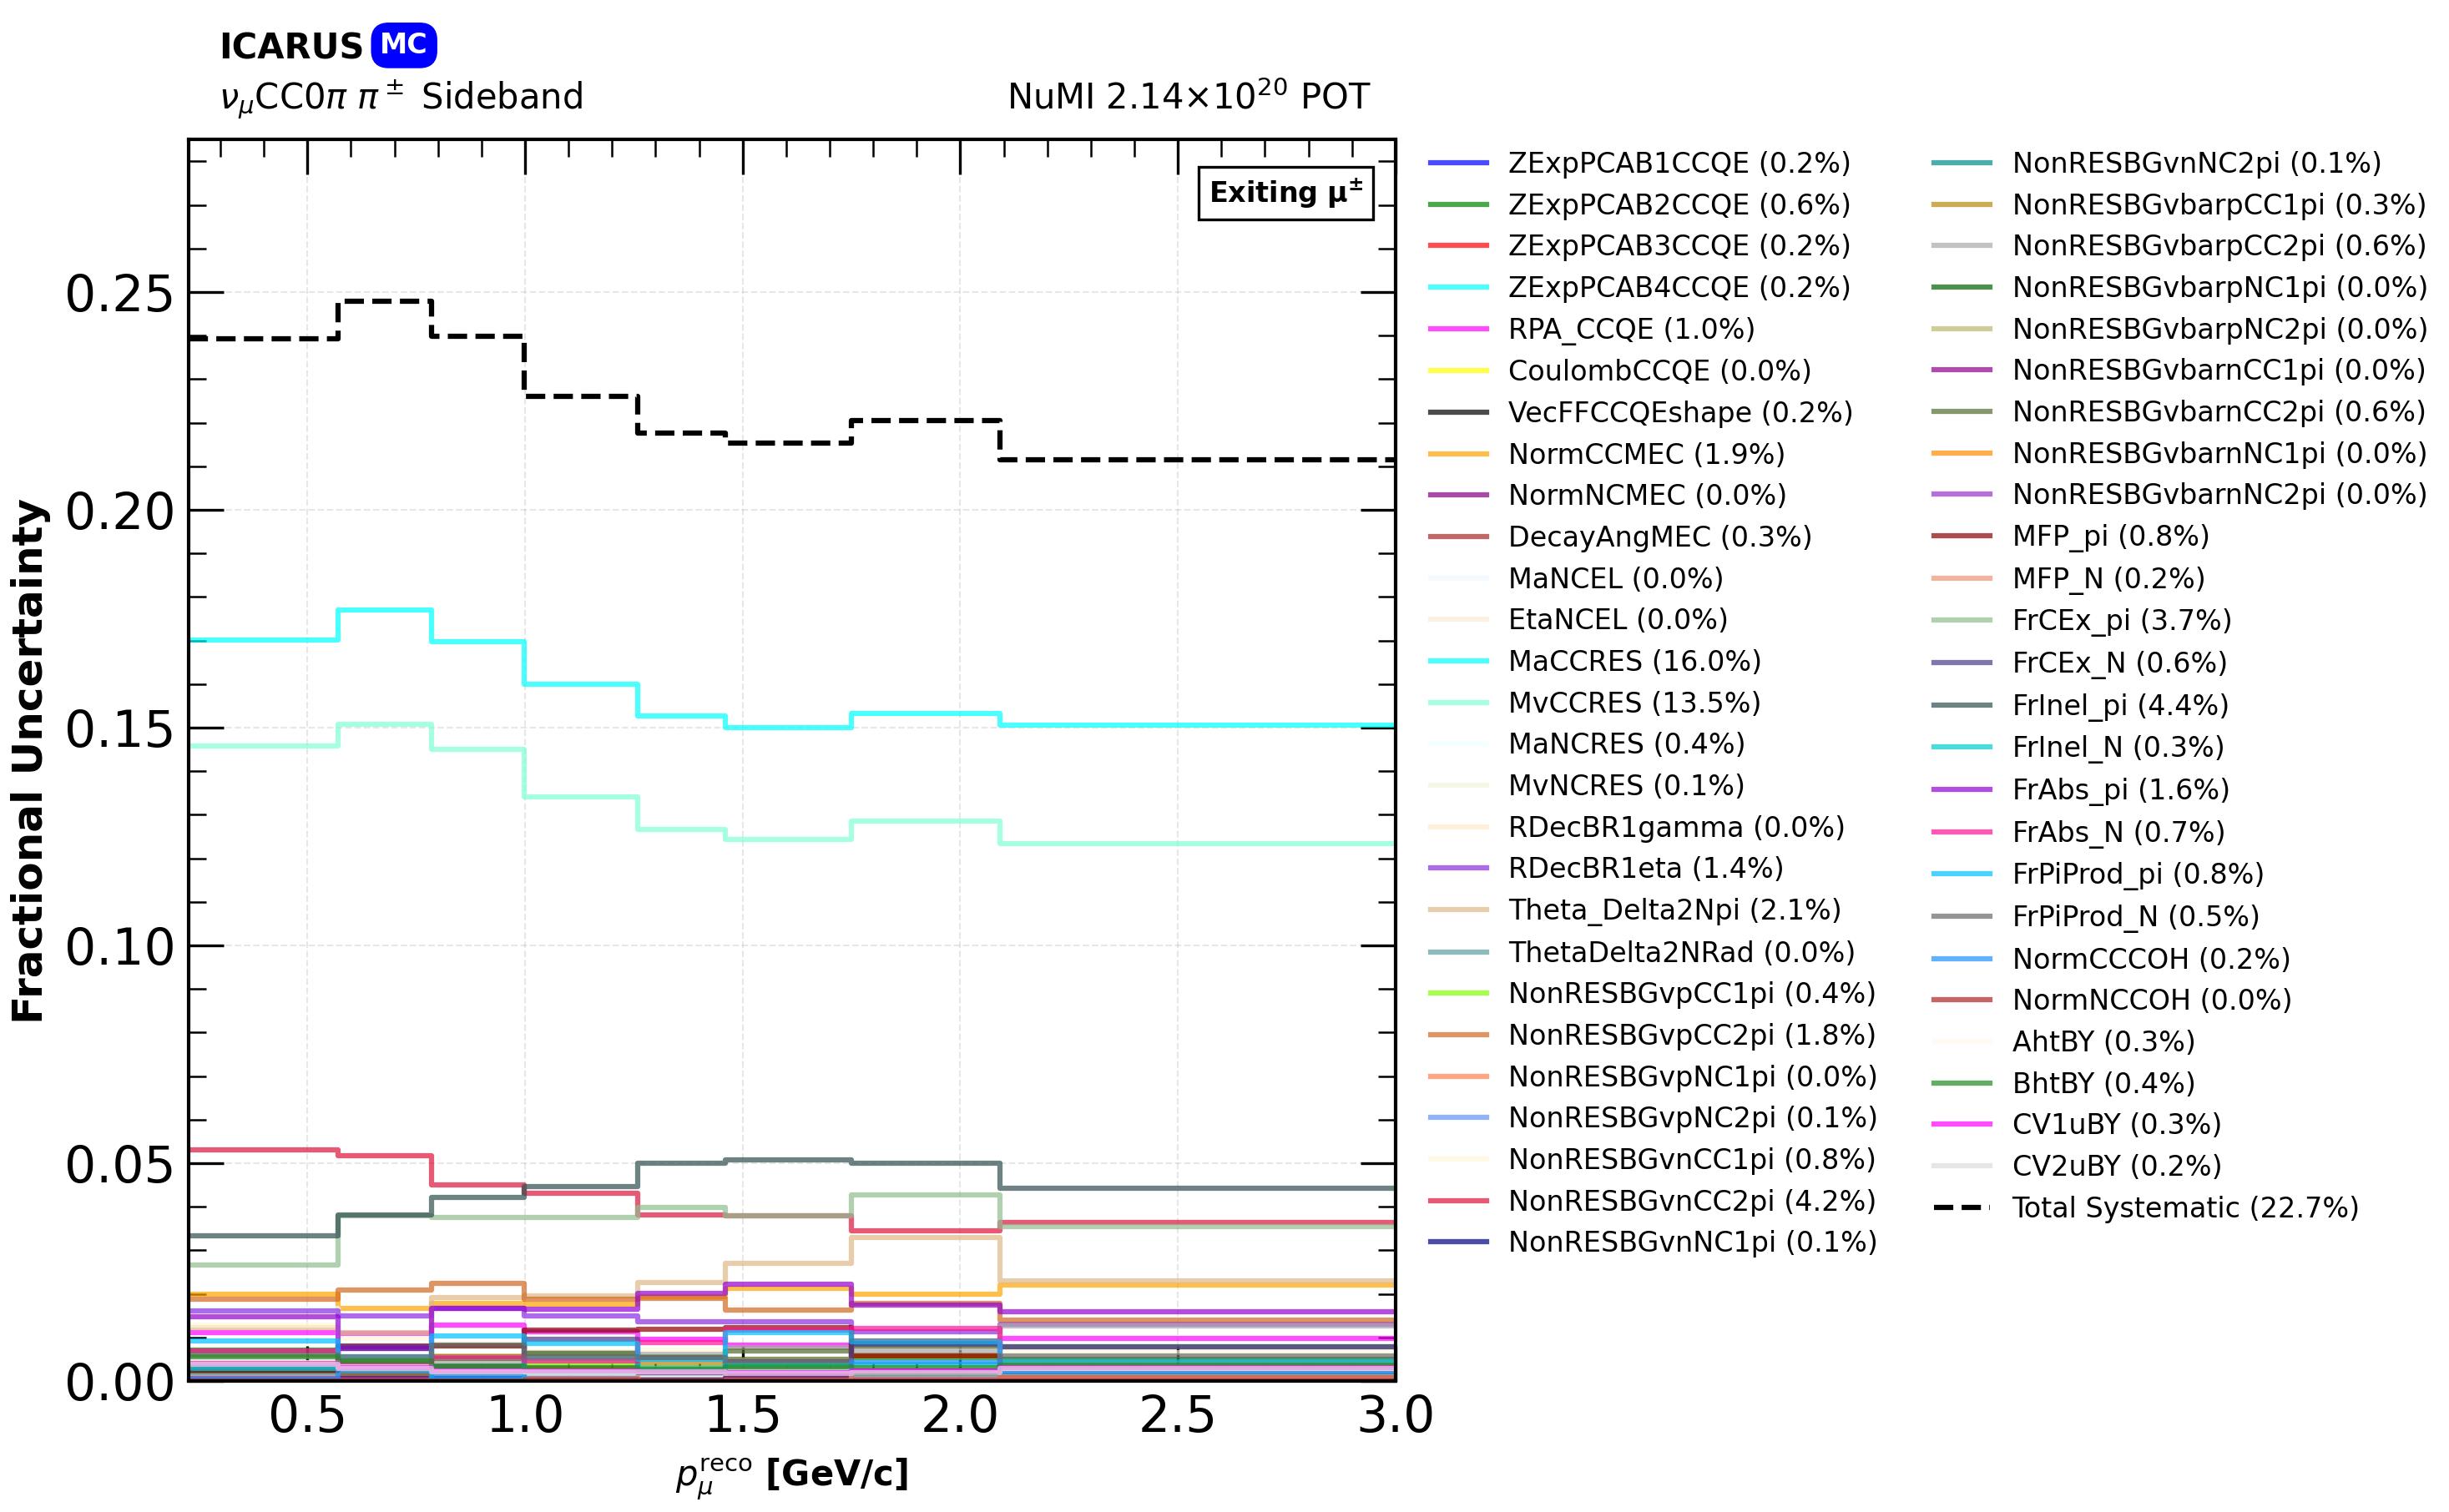 ICARUS MC
νμCC0π π± Sideband
NuMI 2.14×10²⁰ POT
Exiting μ±
Fractional Uncertainty
0.25
0.20
0.15
0.10
0.05
0.00
0.5 1.0 1.5 2.0 2.5 3.0
pμ^reco [GeV/c]
ZExpPCAB1CCQE (0.2%)
ZExpPCAB2CCQE (0.6%)
ZExpPCAB3CCQE (0.2%)
ZExpPCAB4CCQE (0.2%)
RPA_CCQE (1.0%)
CoulombCCQE (0.0%)
VecFFCCQEshape (0.2%)
NormCCMEC (1.9%)
NormNCMEC (0.0%)
DecayAngMEC (0.3%)
MaNCEL (0.0%)
EtaNCEL (0.0%)
MaCCRES (16.0%)
MvCCRES (13.5%)
MaNCRES (0.4%)
MvNCRES (0.1%)
RDecBR1gamma (0.0%)
RDecBR1eta (1.4%)
Theta_Delta2Npi (2.1%)
ThetaDelta2NRad (0.0%)
NonRESBGvpCC1pi (0.4%)
NonRESBGvpCC2pi (1.8%)
NonRESBGvpNC1pi (0.0%)
NonRESBGvpNC2pi (0.1%)
NonRESBGvnCC1pi (0.8%)
NonRESBGvnCC2pi (4.2%)
NonRESBGvnNC1pi (0.1%)
NonRESBGvnNC2pi (0.1%)
NonRESBGvbarpCC1pi (0.3%)
NonRESBGvbarpCC2pi (0.6%)
NonRESBGvbarpNC1pi (0.0%)
NonRESBGvbarpNC2pi (0.0%)
NonRESBGvbarnCC1pi (0.0%)
NonRESBGvbarnCC2pi (0.6%)
NonRESBGvbarnNC1pi (0.0%)
NonRESBGvbarnNC2pi (0.0%)
MFP_pi (0.8%)
MFP_N (0.2%)
FrCEx_pi (3.7%)
FrCEx_N (0.6%)
FrInel_pi (4.4%)
FrInel_N (0.3%)
FrAbs_pi (1.6%)
FrAbs_N (0.7%)
FrPiProd_pi (0.8%)
FrPiProd_N (0.5%)
NormCCCOH (0.2%)
NormNCCOH (0.0%)
AhtBY (0.3%)
BhtBY (0.4%)
CV1uBY (0.3%)
CV2uBY (0.2%)
Total Systematic (22.7%)